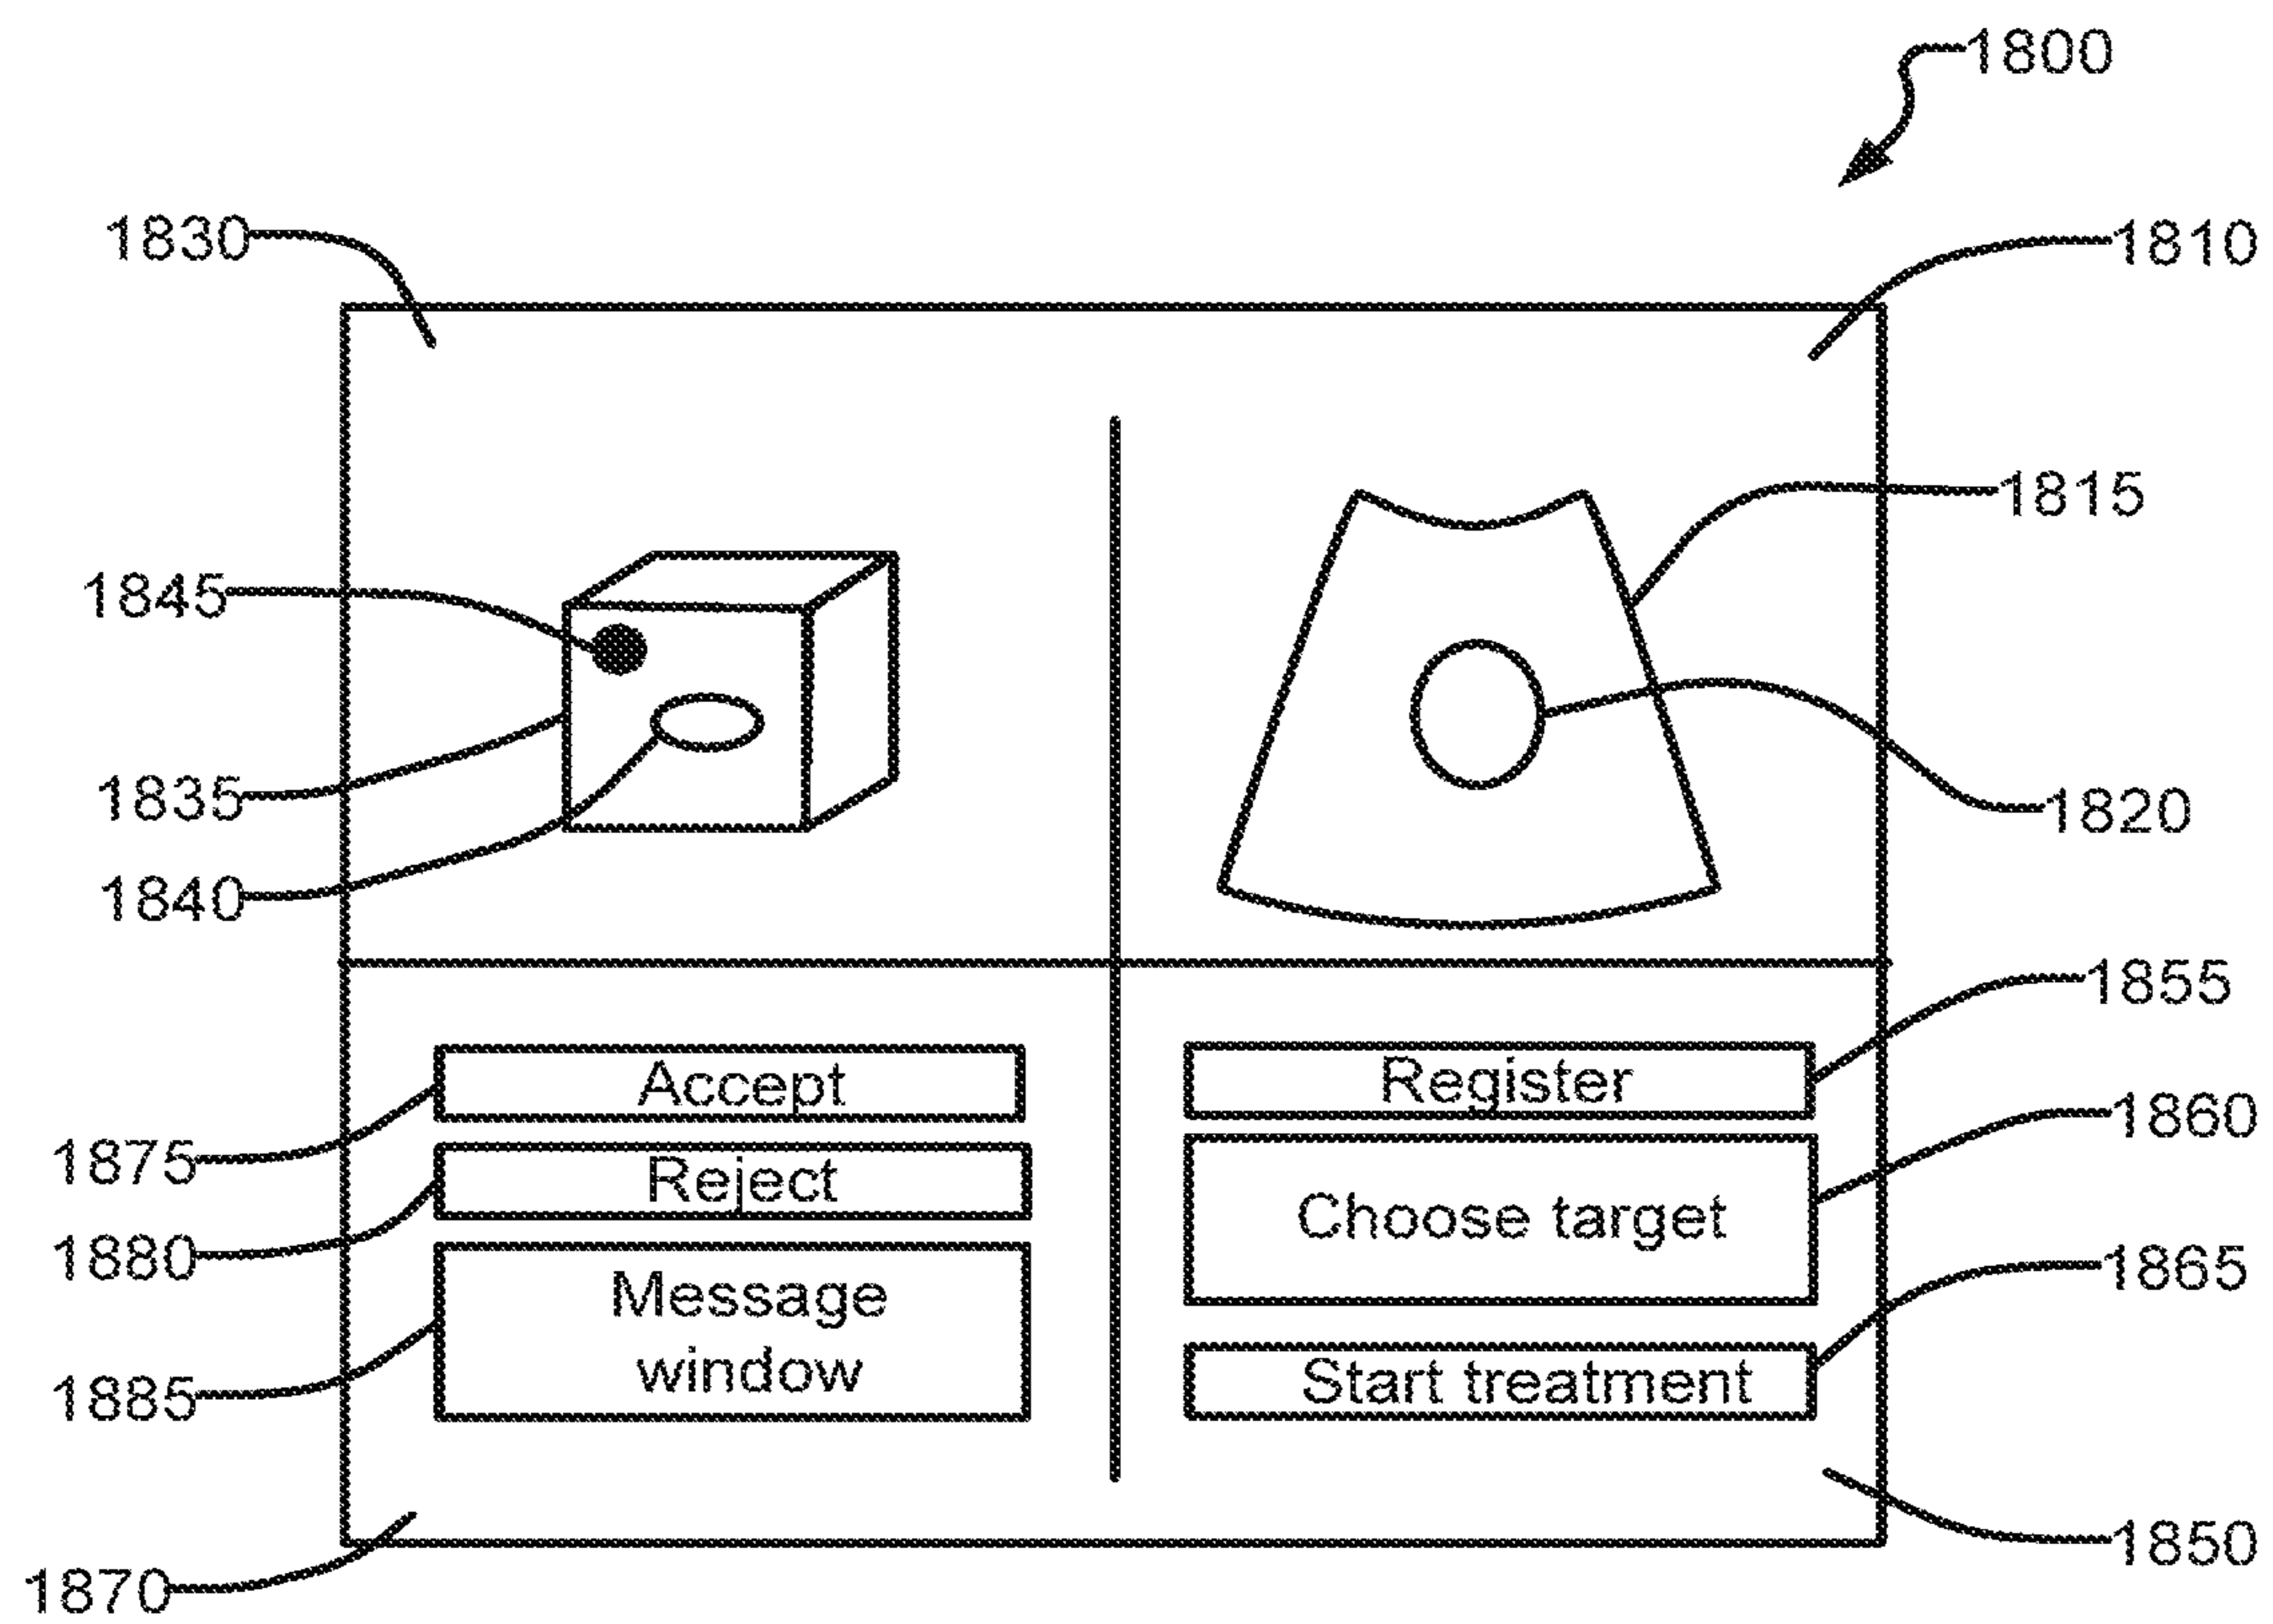 1800
1830
1810
1815
1845
1835
1820
1840
1855
Accept
Register
1860
1875
Reject
Choose target
1880
1865
Message
window
Start treatment
1885
1850
1870